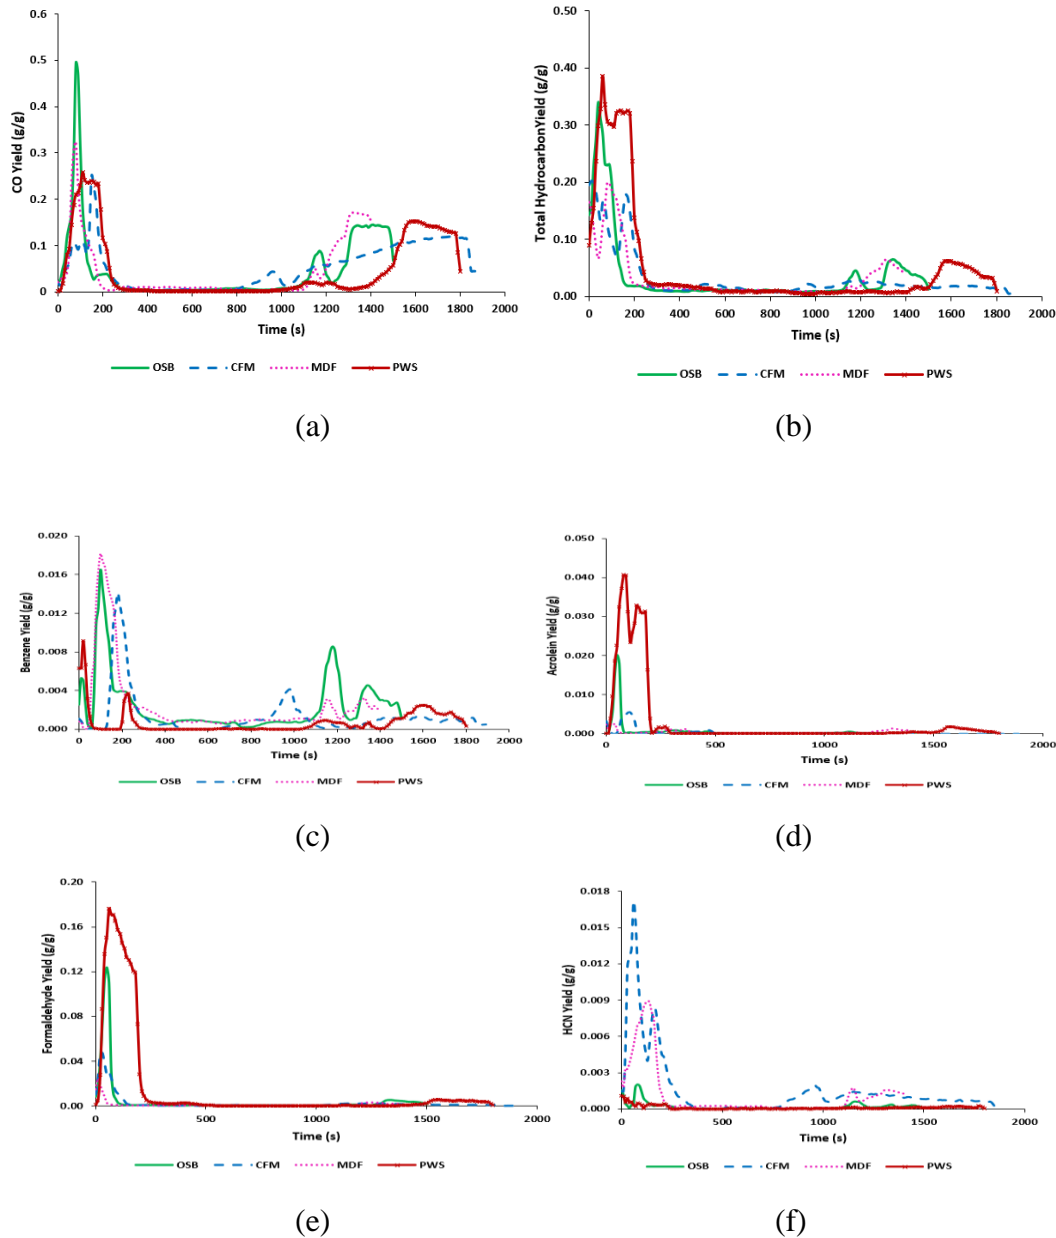 0.6
0.5
0.4
0.3
0.2
0.1
0
CO Yield (g/g)
0 200 400 600 800 1000 1200 1400 1600 1800 2000
Time (s)
OSB CFM MDF PWS
(a)
0.50
0.40
0.30
0.20
0.10
0.00
Total HydrocarbonYield (g/g)
0 200 400 600 800 1000 1200 1400 1600 1800 2000
Time (s)
OSB CFM MDF PWS
(b)
0.020
0.016
0.012
0.008
0.004
0.000
Benzene Yield (g/g)
0 200 400 600 800 1000 1200 1400 1600 1800 2000
Time (s)
OSB CFM MDF PWS
(c)
0.050
0.040
0.030
0.020
0.010
0.000
Acrolein Yield (g/g)
0 500 1000 1500 2000
Time (s)
OSB CFM MDF PWS
(d)
0.20
0.16
0.12
0.08
0.04
0.00
Formaldehyde Yield (g/g)
0 500 1000 1500 2000
Time (s)
OSB CFM MDF PWS
(e)
0.018
0.015
0.012
0.009
0.006
0.003
0.000
HCN Yield (g/g)
0 500 1000 1500 2000
Time (s)
OSB CFM MDF PWS
(f)